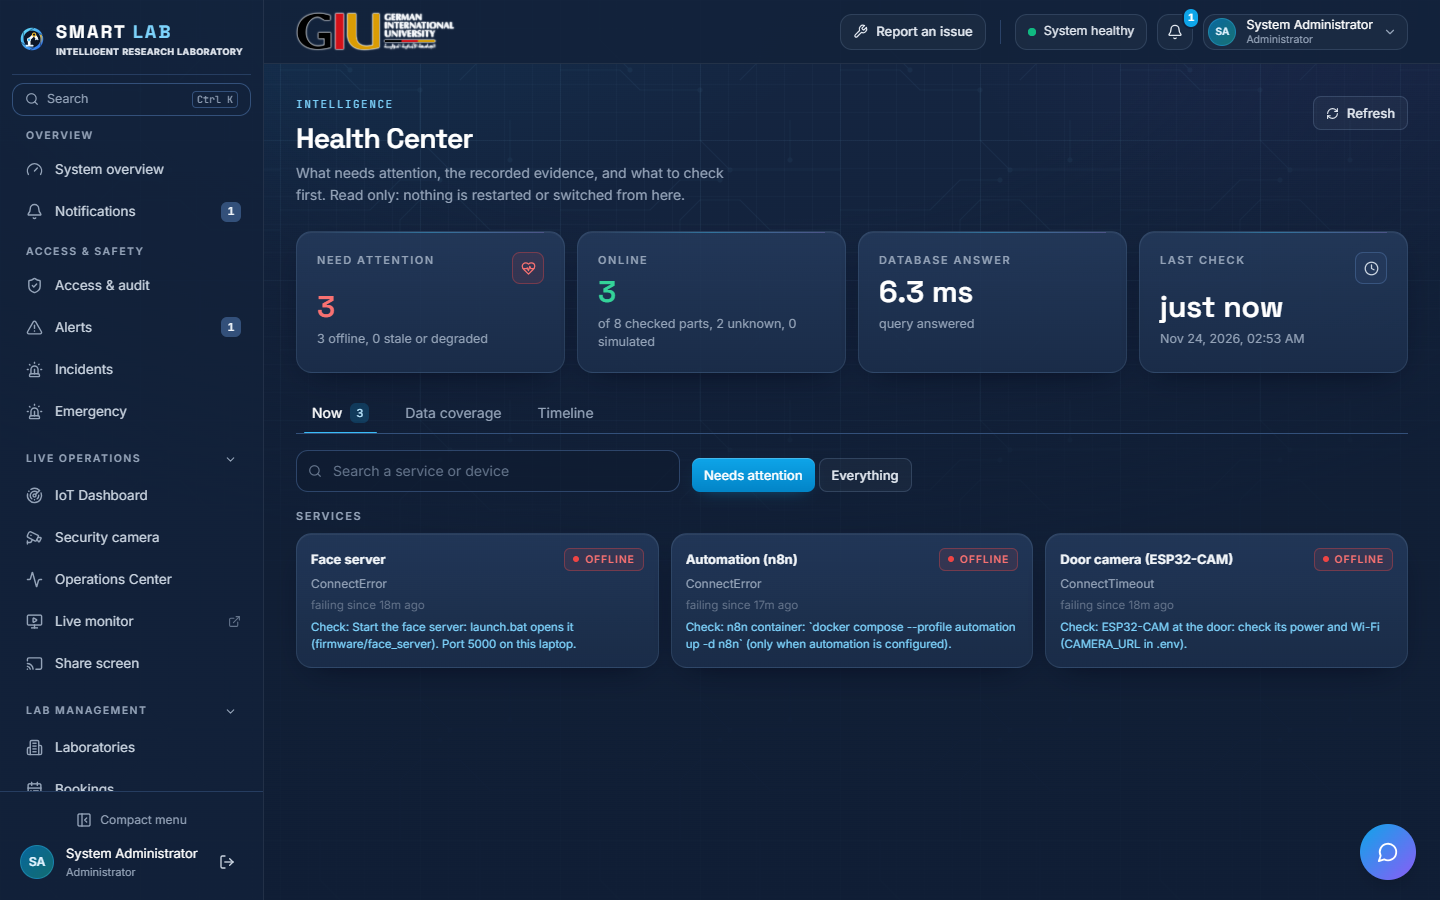 SMART LAB
INTELLIGENT RESEARCH LABORATORY
Search
Ctrl K
OVERVIEW
System overview
Notifications
1
ACCESS & SAFETY
Access & audit
Alerts
1
Incidents
Emergency
LIVE OPERATIONS
IoT Dashboard
Security camera
Operations Center
Live monitor
Share screen
LAB MANAGEMENT
Laboratories
Bookings
Compact menu
SA
System Administrator
Administrator
GIU
GERMAN
INTERNATIONAL
UNIVERSITY
Report an issue
System healthy
1
SA
System Administrator
Administrator
INTELLIGENCE
Health Center
What needs attention, the recorded evidence, and what to check
first. Read only: nothing is restarted or switched from here.
Refresh
NEED ATTENTION
3
3 offline, 0 stale or degraded
ONLINE
3
of 8 checked parts, 2 unknown, 0
simulated
DATABASE ANSWER
6.3 ms
query answered
LAST CHECK
just now
Nov 24, 2026, 02:53 AM
Now 3
Data coverage
Timeline
Search a service or device
Needs attention
Everything
SERVICES
Face server
OFFLINE
ConnectError
failing since 18m ago
Check: Start the face server: launch.bat opens it
(firmware/face_server). Port 5000 on this laptop.
Automation (n8n)
OFFLINE
ConnectError
failing since 17m ago
Check: n8n container: `docker compose --profile automation
up -d n8n` (only when automation is configured).
Door camera (ESP32-CAM)
OFFLINE
ConnectTimeout
failing since 18m ago
Check: ESP32-CAM at the door: check its power and Wi-Fi
(CAMERA_URL in .env).